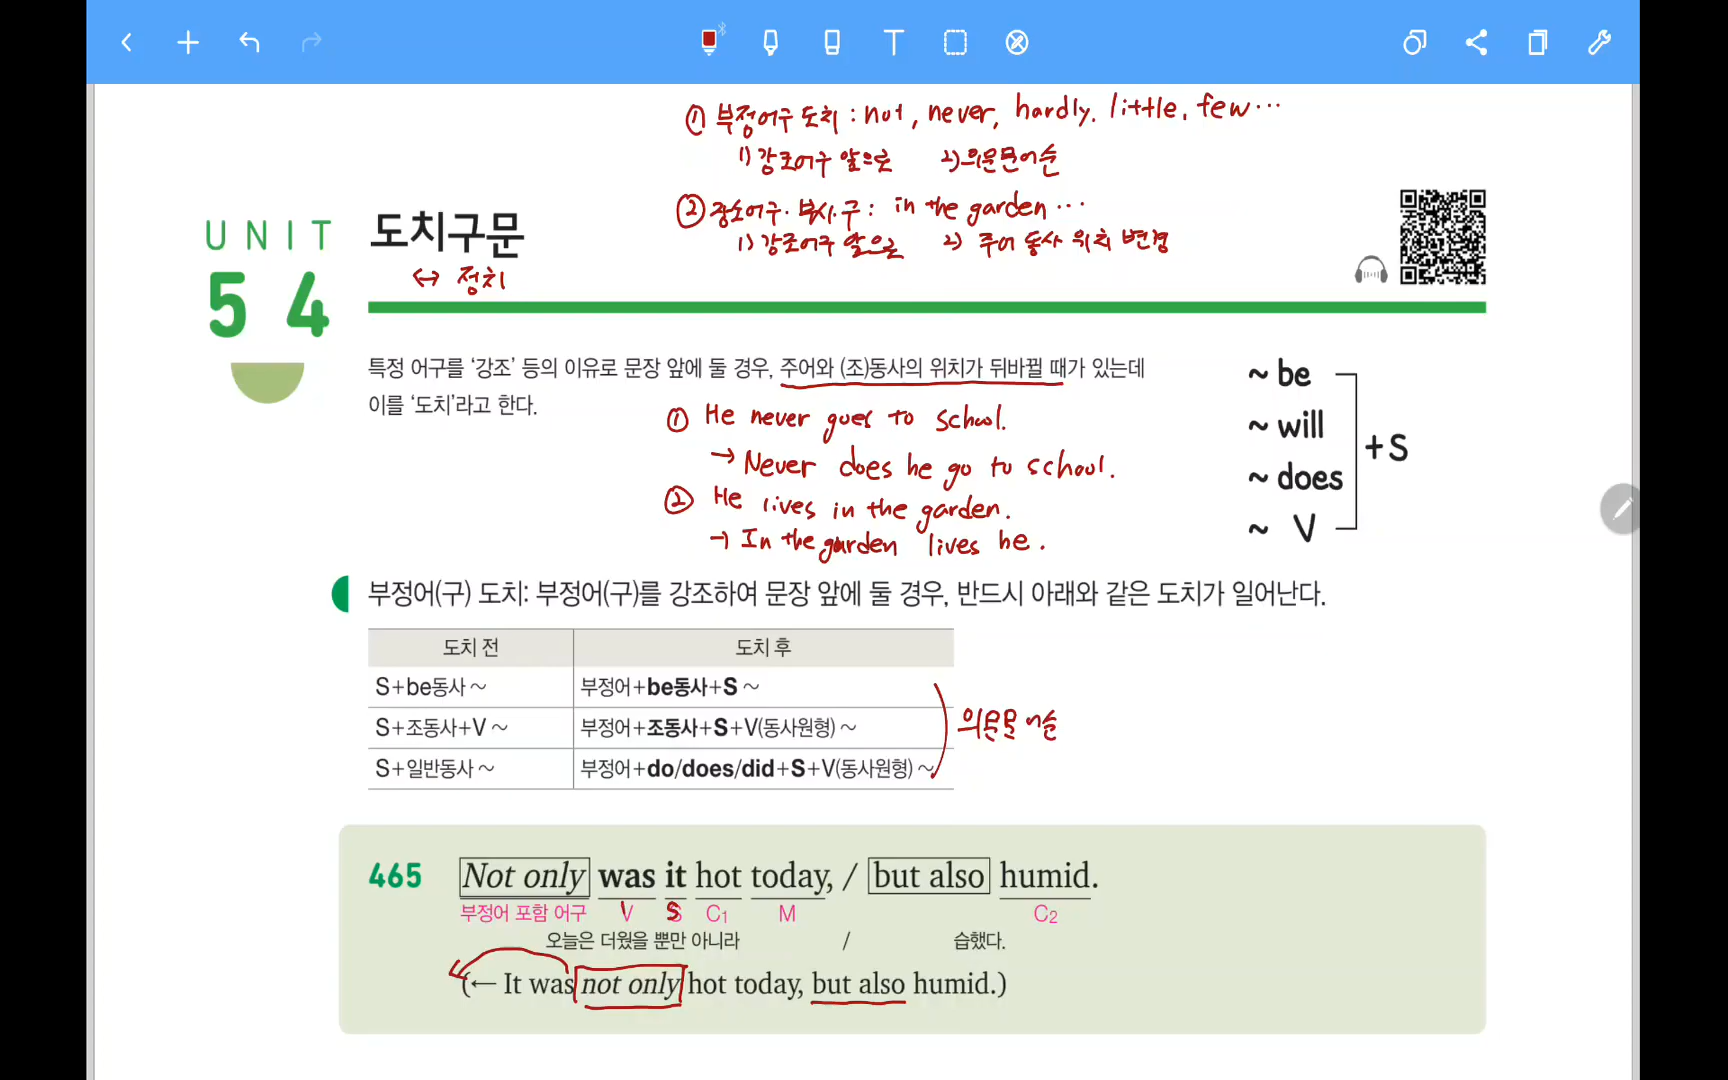 ① 부정어구 도치 : not, never, hardly, little, few …
1) 강조어구 앞으로 2) 의문문어순
② 장소어구·부사구 : in the garden …
1) 강조어구 앞으로 2) 주어 동사 위치 변경
UNIT 54 도치구문
↔ 정치
특정 어구를 ‘강조’ 등의 이유로 문장 앞에 둘 경우, 주어와 (조)동사의 위치가 뒤바뀔 때가 있는데
이를 ‘도치’라고 한다.
① He never goes to school.
→ Never does he go to school.
② He lives in the garden.
→ In the garden lives he.
~ be
~ will
~ does
~ V
+S
부정어(구) 도치: 부정어(구)를 강조하여 문장 앞에 둘 경우, 반드시 아래와 같은 도치가 일어난다.
도치 전 도치 후
S+be동사 ~ 부정어+be동사+S ~
S+조동사+V ~ 부정어+조동사+S+V(동사원형) ~
S+일반동사 ~ 부정어+do/does/did+S+V(동사원형) ~
의문문 어순
465 Not only was it hot today, / but also humid.
부정어 포함 어구 V S C1 M C2
오늘은 더웠을 뿐만 아니라 / 습했다.
(← It was not only hot today, but also humid.)